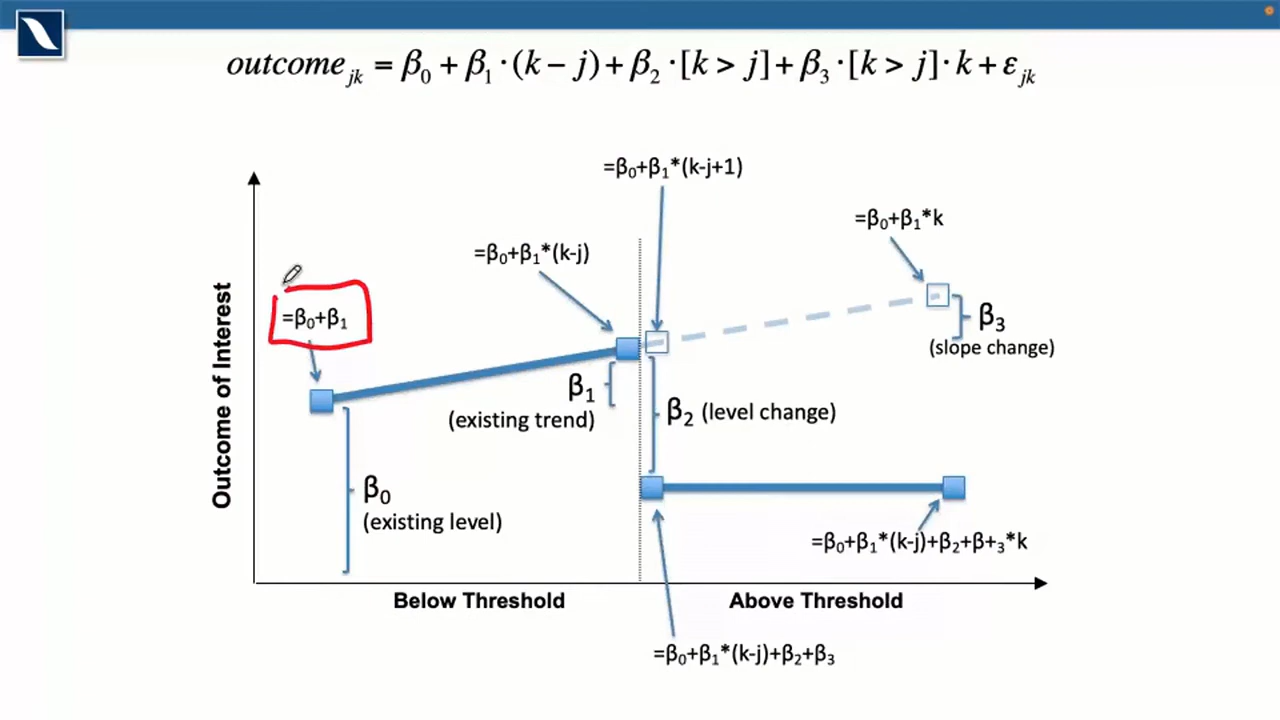 outcome_jk = β₀ + β₁·(k − j) + β₂·[k > j] + β₃·[k > j]·k + ε_jk
=β₀+β₁*(k-j+1)
=β₀+β₁*k
=β₀+β₁*(k-j)
=β₀+β₁
β₃
(slope change)
β₁
(existing trend)
β₂ (level change)
β₀
(existing level)
=β₀+β₁*(k-j)+β₂+β+₃*k
Outcome of Interest
Below Threshold
Above Threshold
=β₀+β₁*(k-j)+β₂+β₃